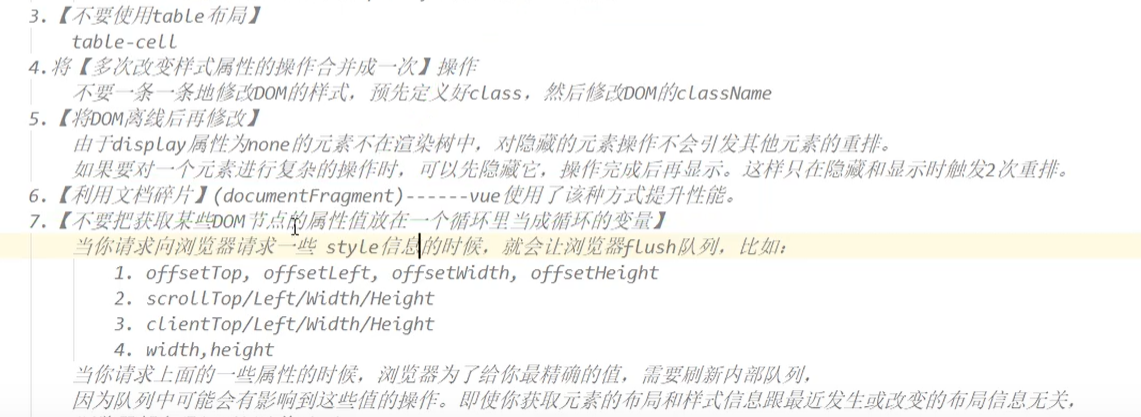 3.【不要使用table布局】
table-cell
4.将【多次改变样式属性的操作合并成一次】操作
不要一条一条地修改DOM的样式，预先定义好class，然后修改DOM的className
5.【将DOM离线后再修改】
由于display属性为none的元素不在渲染树中，对隐藏的元素操作不会引发其他元素的重排。
如果要对一个元素进行复杂的操作时，可以先隐藏它，操作完成后再显示。这样只在隐藏和显示时触发2次重排。
6.【利用文档碎片】(documentFragment)------vue使用了该种方式提升性能。
7.【不要把获取某些DOM节点的属性值放在一个循环里当成循环的变量】
当你请求向浏览器请求一些 style信息的时候，就会让浏览器flush队列，比如：
1. offsetTop, offsetLeft, offsetWidth, offsetHeight
2. scrollTop/Left/Width/Height
3. clientTop/Left/Width/Height
4. width,height
当你请求上面的一些属性的时候，浏览器为了给你最精确的值，需要刷新内部队列，
因为队列中可能会有影响到这些值的操作。即使你获取元素的布局和样式信息跟最近发生或改变的布局信息无关，